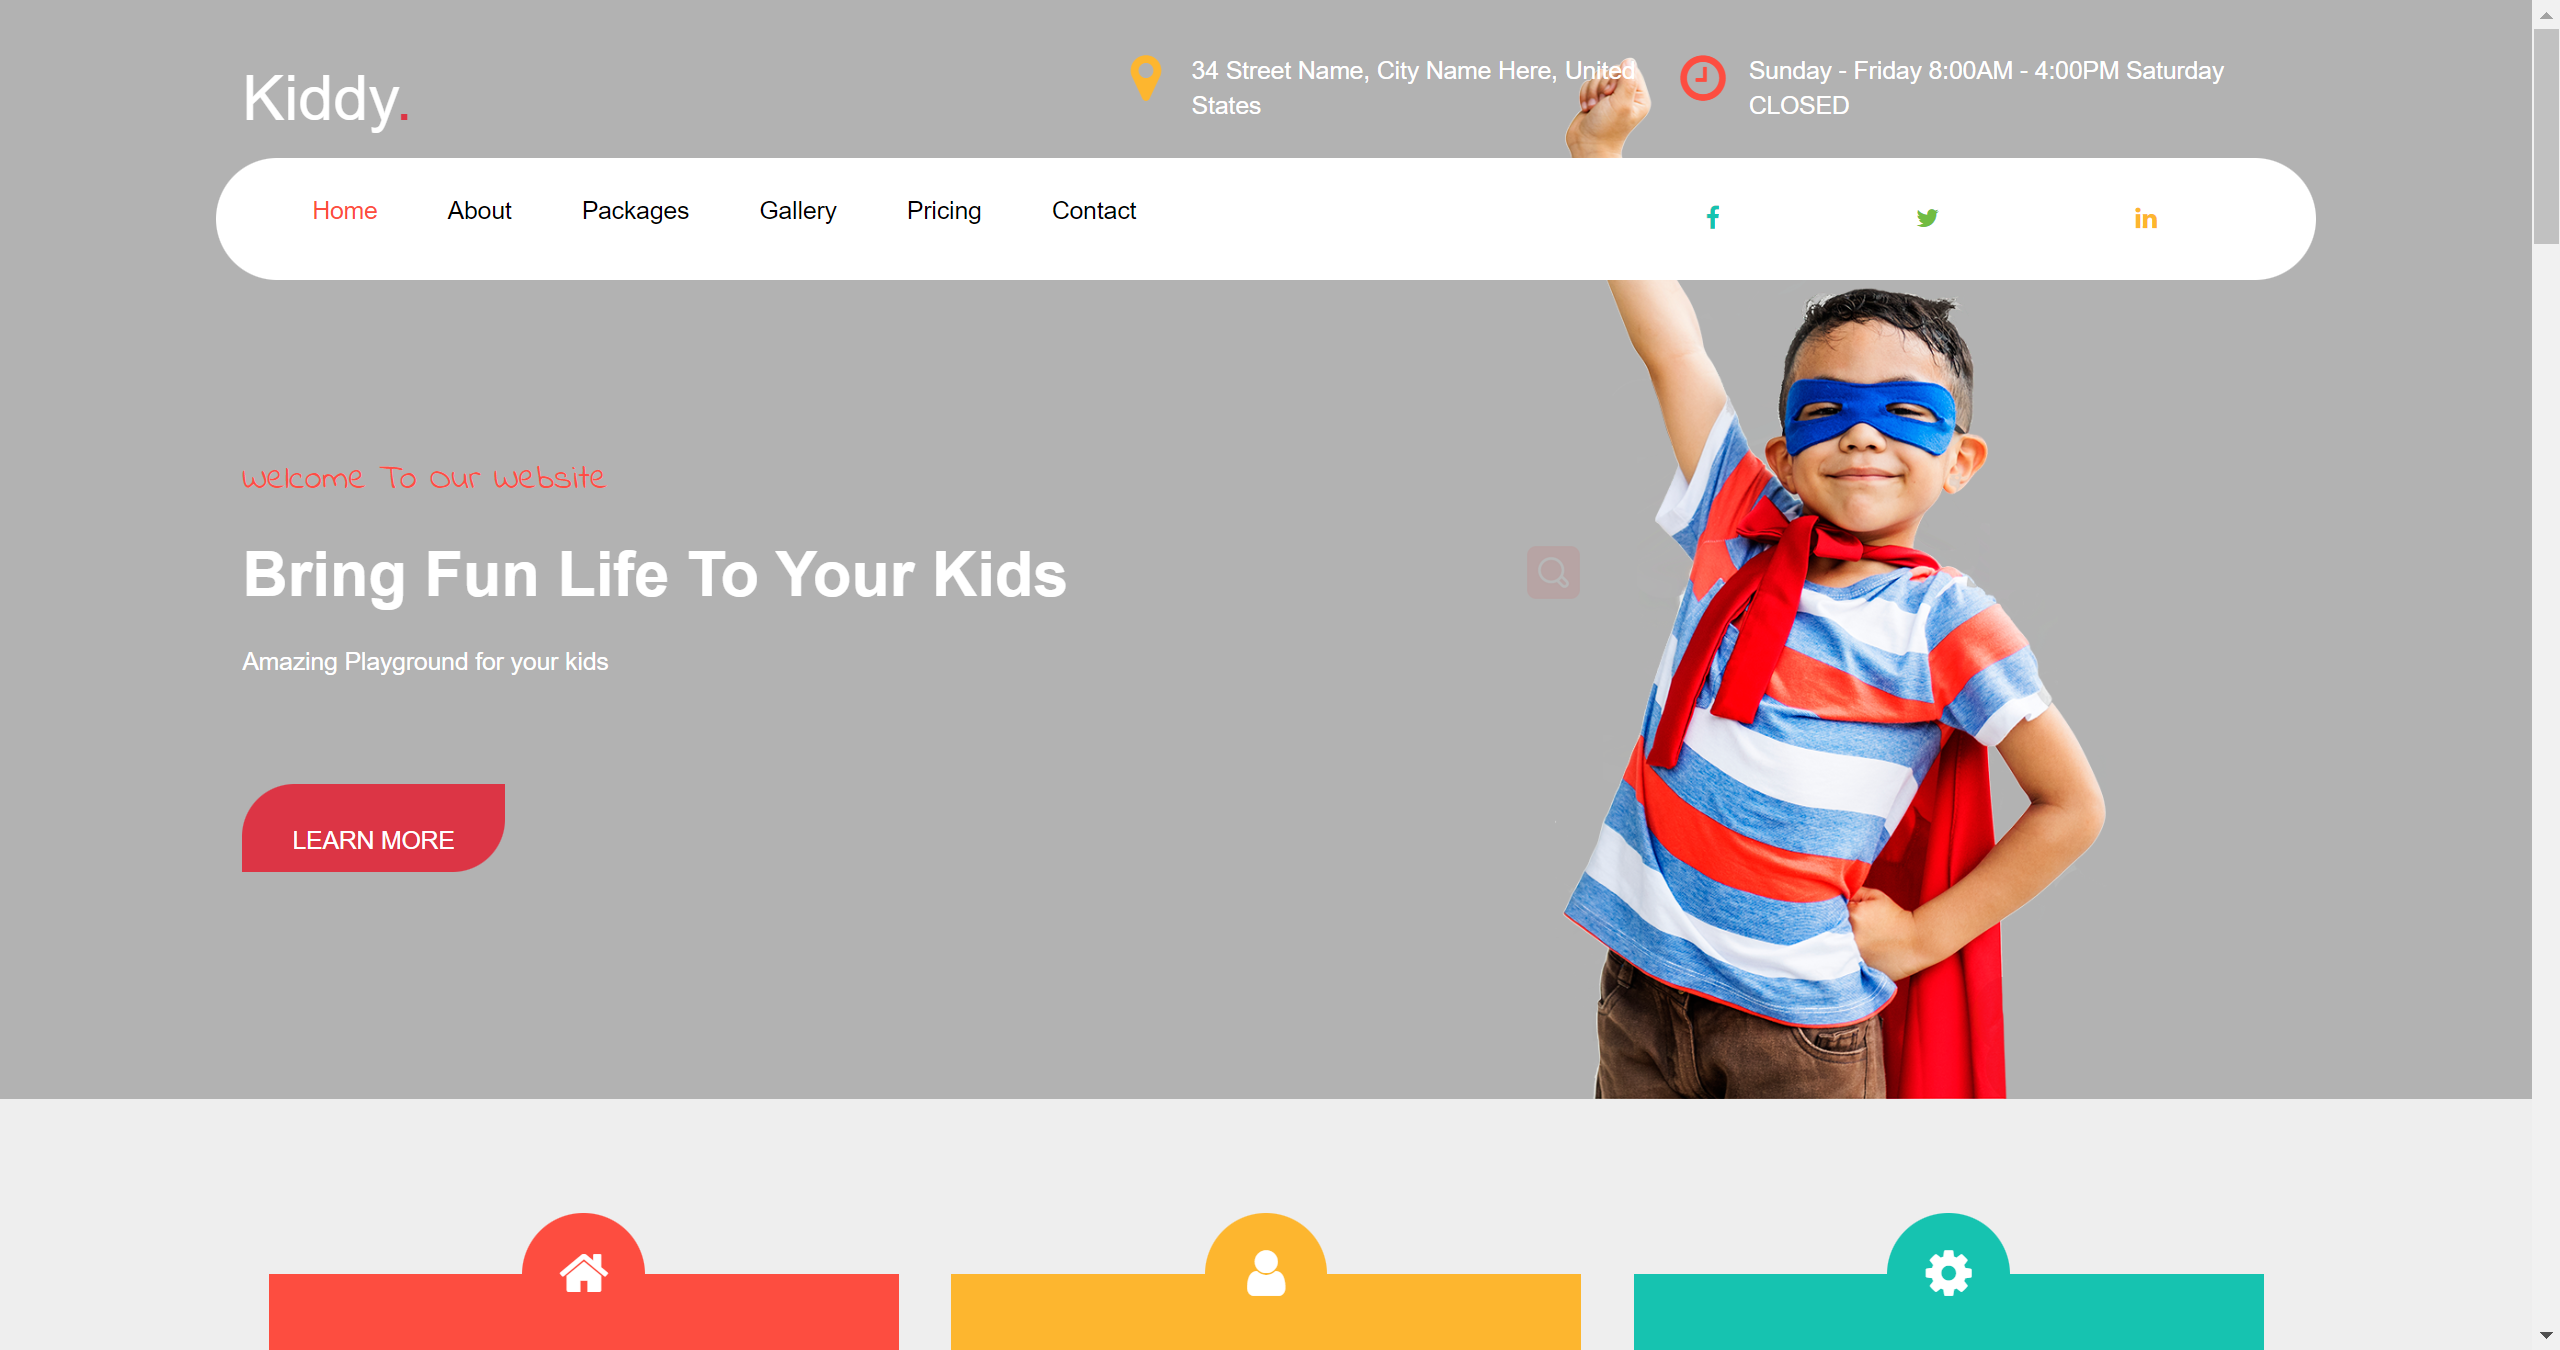 Kiddy.
34 Street Name, City Name Here, United
States
Sunday - Friday 8:00AM - 4:00PM Saturday
CLOSED
Home
About
Packages
Gallery
Pricing
Contact
Welcome To Our Website
Bring Fun Life To Your Kids
Amazing Playground for your kids
LEARN MORE